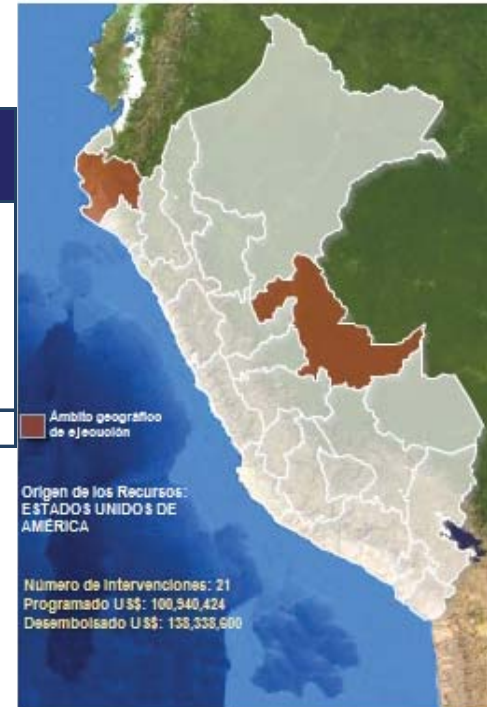 Ámbito geográfico
de ejecución
Origen de los Recursos:
ESTADOS UNIDOS DE
AMÉRICA
Número de Intervenciones: 21
Programado US$: 100,940,424
Desembolsado US$: 138,338,600